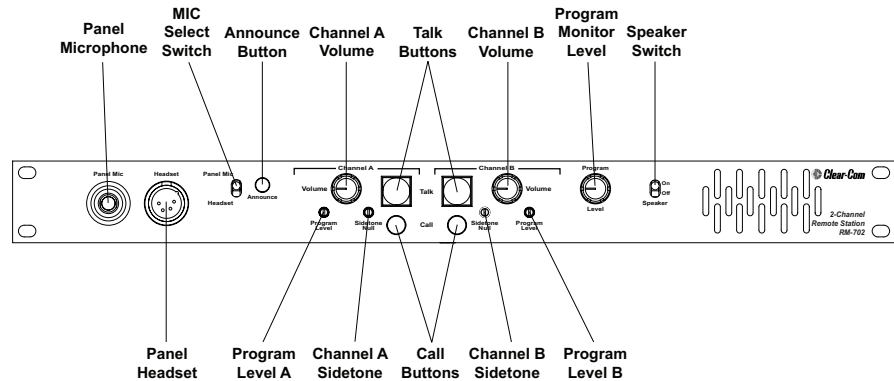 Panel
Microphone
MIC
Select
Switch
Announce
Button
Channel A
Volume
Talk
Buttons
Channel B
Volume
Program
Monitor
Level
Speaker
Switch
Panel Mic
Headset
Panel Mic
Headset
Announce
Channel A
Volume
Program
Level
Sidetone
Null
Talk
Call
Channel B
Volume
Sidetone
Null
Program
Level
Program
Level
On
Off
Speaker
Clear-Com
2-Channel
Remote Station
RM-702
Panel
Headset
Program
Level A
Channel A
Sidetone
Call
Buttons
Channel B
Sidetone
Program
Level B